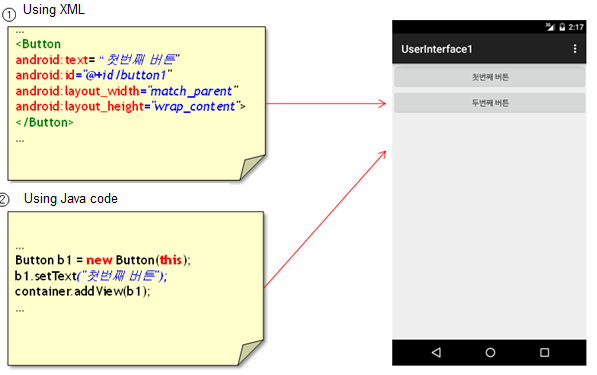 ① Using XML
...
<Button
android:text= “ 첫번째 버튼"
android:id="@+id/button1"
android:layout_width="match_parent"
android:layout_height="wrap_content">
</Button>
...
② Using Java code
...
Button b1 = new Button(this);
b1.setText("첫번째 버튼");
container.addView(b1);
...
3G 2:17
UserInterface1
첫번째 버튼
두번째 버튼